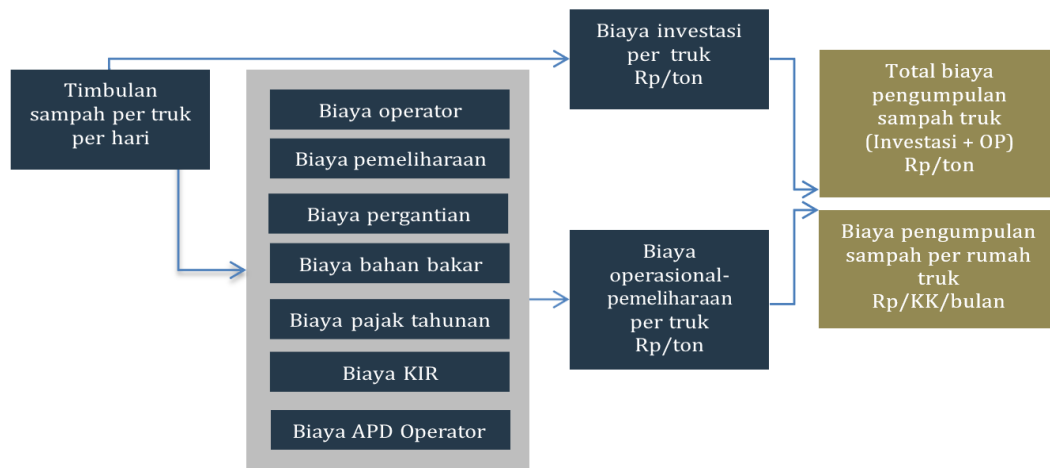 Timbulan
sampah per truk
per hari
Biaya operator
Biaya pemeliharaan
Biaya pergantian
Biaya bahan bakar
Biaya pajak tahunan
Biaya KIR
Biaya APD Operator
Biaya investasi
per truk
Rp/ton
Biaya
operasional-
pemeliharaan
per truk
Rp/ton
Total biaya
pengumpulan
sampah truk
(Investasi + OP)
Rp/ton
Biaya pengumpulan
sampah per rumah
truk
Rp/KK/bulan